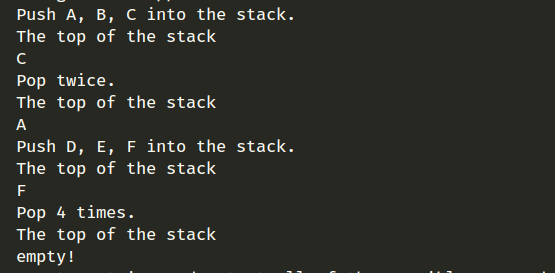 Push A, B, C into the stack.
The top of the stack
C
Pop twice.
The top of the stack
A
Push D, E, F into the stack.
The top of the stack
F
Pop 4 times.
The top of the stack
empty!